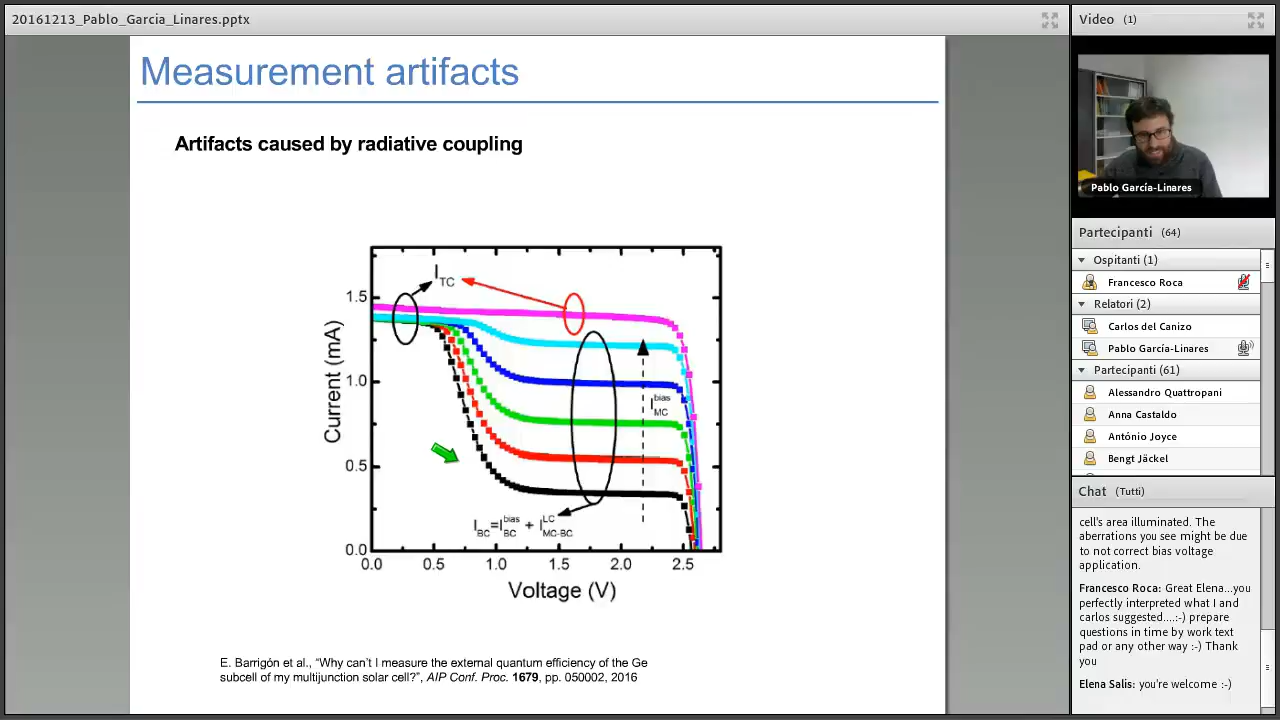 20161213_Pablo_Garcia_Linares.pptx
Measurement artifacts
Artifacts caused by radiative coupling
I TC
1.5
1.0
0.5
0.0
Current (mA)
I MC bias
I BC = I BC bias + I MC-BC LC
0.0 0.5 1.0 1.5 2.0 2.5
Voltage (V)
E. Barrigón et al., “Why can’t I measure the external quantum efficiency of the Ge
subcell of my multijunction solar cell?”, AIP Conf. Proc. 1679, pp. 050002, 2016
Video (1)
Pablo García-Linares
Partecipanti (64)
Ospitanti (1)
Francesco Roca
Relatori (2)
Carlos del Canizo
Pablo García-Linares
Partecipanti (61)
Alessandro Quattropani
Anna Castaldo
António Joyce
Bengt Jäckel
Chat (Tutti)
cell's area illuminated. The
aberrations you see might be due
to not correct bias voltage
application.
Francesco Roca: Great Elena...you
perfectly interpreted what I and
carlos suggested....:-) prepare
questions in time by work text
pad or any other way :-) Thank
you
Elena Salis: you're welcome :-)